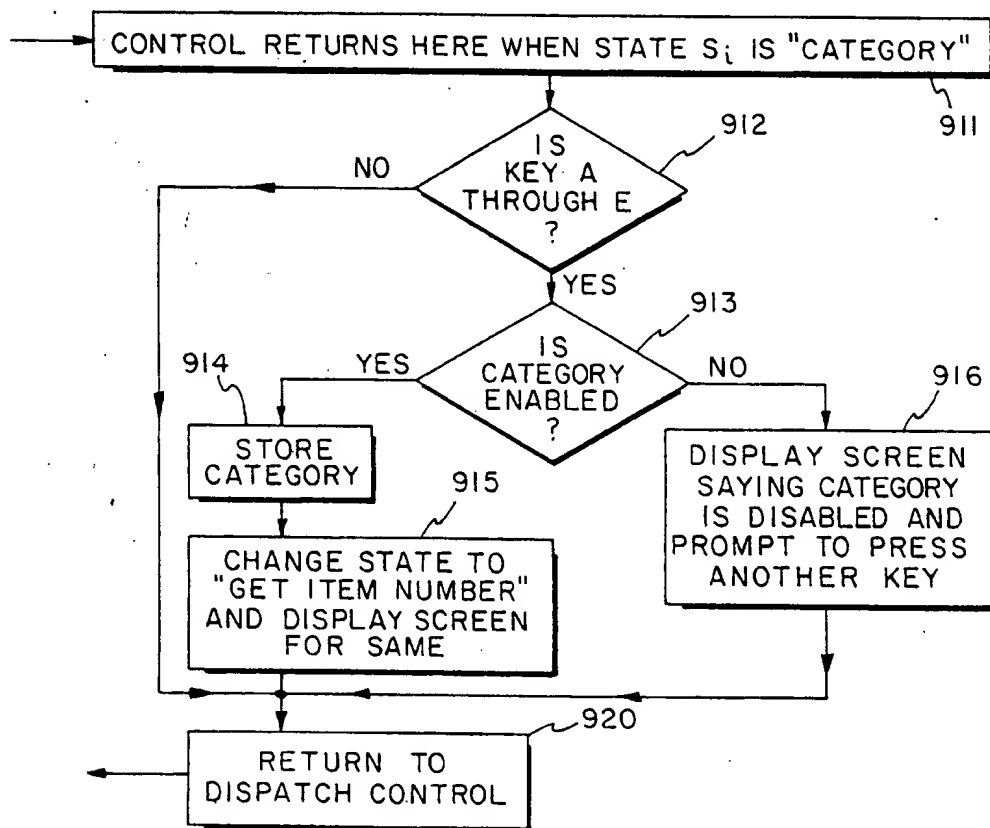 CONTROL RETURNS HERE WHEN STATE Si IS "CATEGORY"
911
IS
KEY A
THROUGH E
?
912
NO
YES
IS
CATEGORY
ENABLED
?
913
YES
NO
914
STORE
CATEGORY
916
DISPLAY SCREEN
SAYING CATEGORY
IS DISABLED AND
PROMPT TO PRESS
ANOTHER KEY
915
CHANGE STATE TO
"GET ITEM NUMBER"
AND DISPLAY SCREEN
FOR SAME
920
RETURN TO
DISPATCH CONTROL